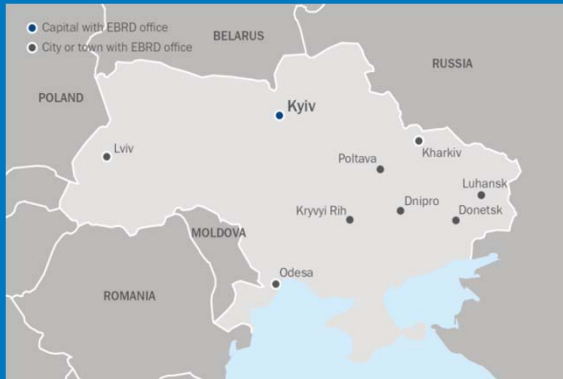 Capital with EBRD office
City or town with EBRD office
BELARUS
RUSSIA
POLAND
Kyiv
Lviv
Kharkiv
Poltava
Luhansk
Dnipro
Kryvyi Rih
Donetsk
MOLDOVA
Odesa
ROMANIA